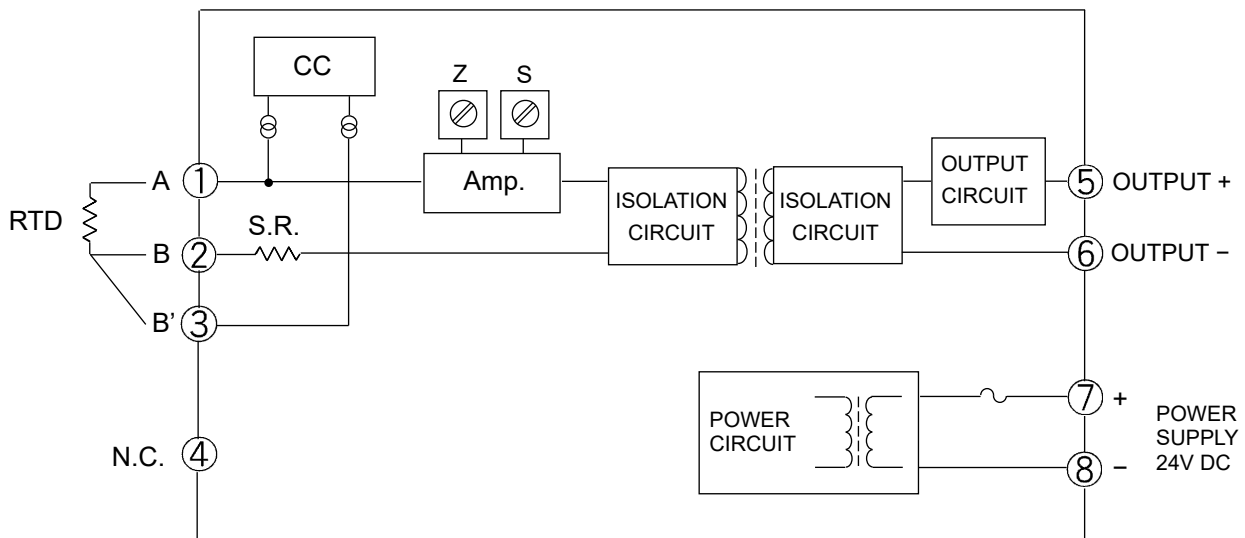 CC
Z
S
A
1
Amp.
ISOLATION
CIRCUIT
ISOLATION
CIRCUIT
OUTPUT
CIRCUIT
5
OUTPUT +
RTD
S.R.
B
2
6
OUTPUT −
B'
3
7
+
POWER
CIRCUIT
POWER
SUPPLY
24V DC
N.C.
4
8
−